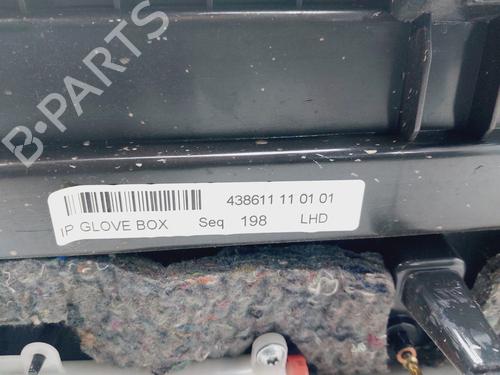 B-PARTS
438611 11 01 01
IP GLOVE BOX Seq 198 LHD